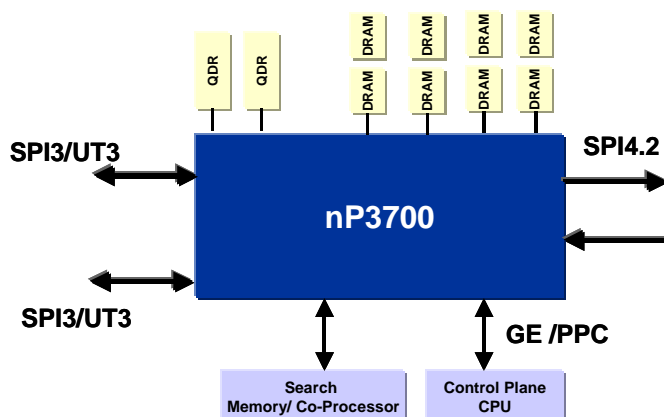 QDR
QDR
DRAM
DRAM
DRAM
DRAM
DRAM
DRAM
DRAM
DRAM
SPI3/UT3
SPI4.2
nP3700
SPI3/UT3
GE /PPC
Search
Memory/ Co-Processor
Control Plane
CPU